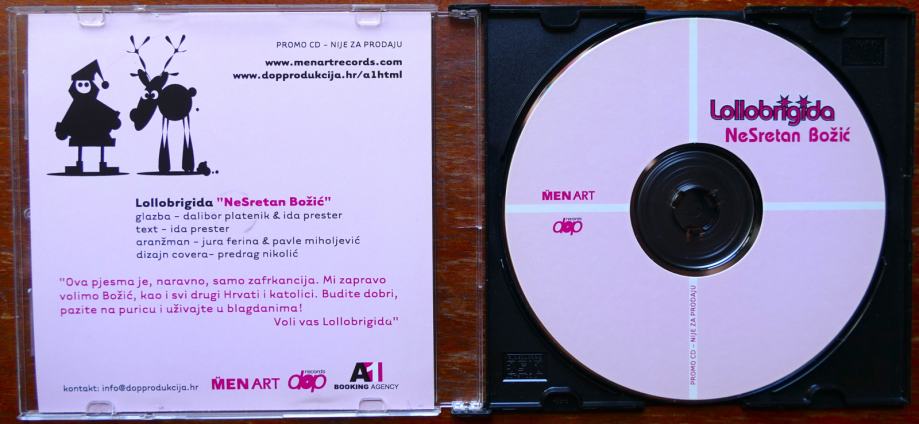 PROMO CD - NIJE ZA PRODAJU
www.menartrecords.com
www.dopprodukcija.hr/a1html
Lollobrigida "NeSretan Božić"
glazba - dalibor platenik & ida prester
text - ida prester
aranžman - jura ferina & pavle miholjević
dizajn covera- predrag nikolić
"Ova pjesma je, naravno, samo zafrkancija. Mi zapravo
volimo Božić, kao i svi drugi Hrvati i katolici. Budite dobri,
pazite na puricu i uživajte u blagdanima!
Voli vas Lollobrigida"
kontakt: info@dopprodukcija.hr
MENART
records
dop
A1
BOOKING AGENCY
Lollobrigida
NeSretan Božić
MENART
records
dop
PROMO CD - NIJE ZA PRODAJU